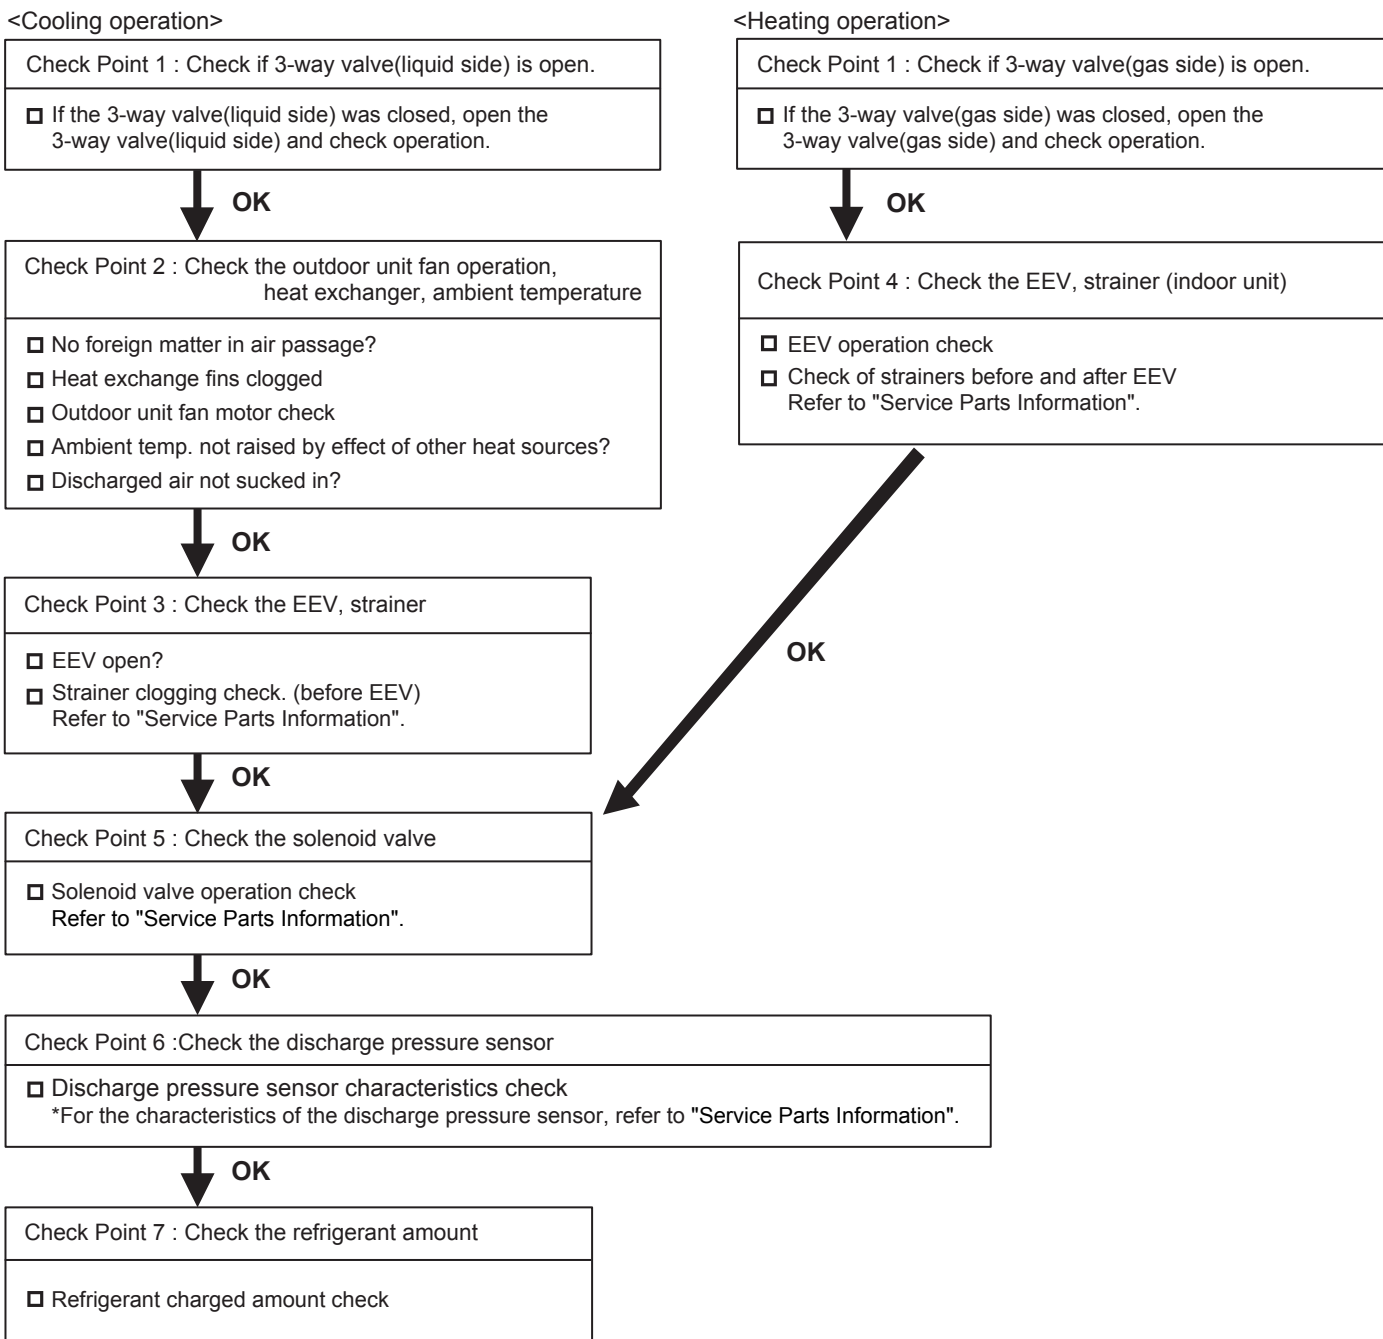 <Cooling operation>
Check Point 1 : Check if 3-way valve(liquid side) is open.
If the 3-way valve(liquid side) was closed, open the
3-way valve(liquid side) and check operation.
OK
Check Point 2 : Check the outdoor unit fan operation,
heat exchanger, ambient temperature
No foreign matter in air passage?
Heat exchange fins clogged
Outdoor unit fan motor check
Ambient temp. not raised by effect of other heat sources?
Discharged air not sucked in?
OK
Check Point 3 : Check the EEV, strainer
EEV open?
Strainer clogging check. (before EEV)
Refer to "Service Parts Information".
OK
<Heating operation>
Check Point 1 : Check if 3-way valve(gas side) is open.
If the 3-way valve(gas side) was closed, open the
3-way valve(gas side) and check operation.
OK
Check Point 4 : Check the EEV, strainer (indoor unit)
EEV operation check
Check of strainers before and after EEV
Refer to "Service Parts Information".
OK
Check Point 5 : Check the solenoid valve
Solenoid valve operation check
Refer to "Service Parts Information".
OK
Check Point 6 :Check the discharge pressure sensor
Discharge pressure sensor characteristics check
*For the characteristics of the discharge pressure sensor, refer to "Service Parts Information".
OK
Check Point 7 : Check the refrigerant amount
Refrigerant charged amount check